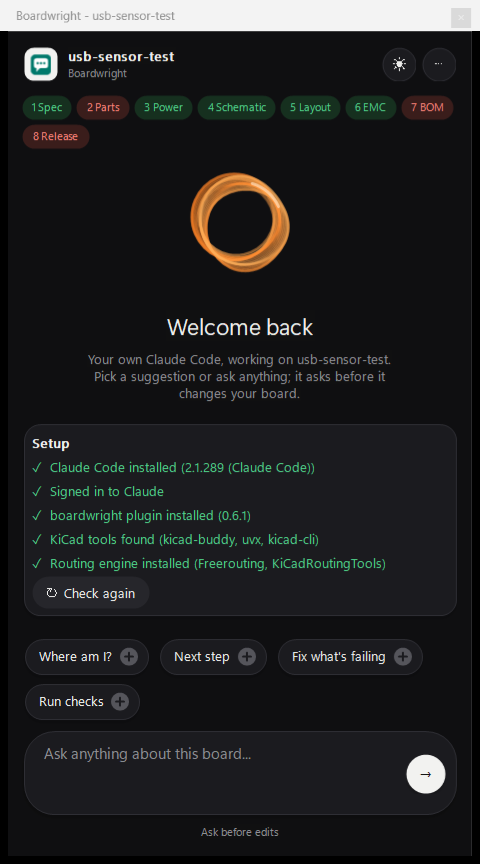 Boardwright - usb-sensor-test
usb-sensor-test
Boardwright
1 Spec 2 Parts 3 Power 4 Schematic 5 Layout 6 EMC 7 BOM
8 Release
Welcome back
Your own Claude Code, working on usb-sensor-test.
Pick a suggestion or ask anything; it asks before it
changes your board.
Setup
✓ Claude Code installed (2.1.289 (Claude Code))
✓ Signed in to Claude
✓ boardwright plugin installed (0.6.1)
✓ KiCad tools found (kicad-buddy, uvx, kicad-cli)
✓ Routing engine installed (Freerouting, KiCadRoutingTools)
↻ Check again
Where am I? + Next step + Fix what's failing +
Run checks +
Ask anything about this board...
→
Ask before edits